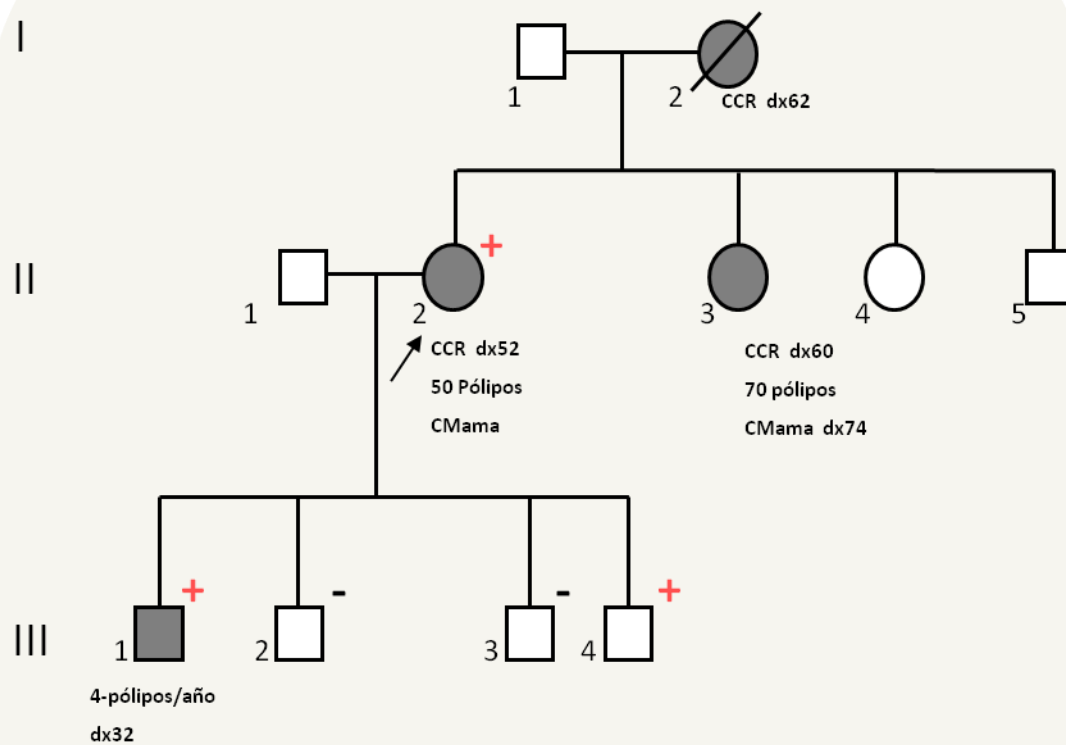 I
1
2
CCR dx62
II
+
1
2
3
4
5
CCR dx52
50 Pólipos
CMama
CCR dx60
70 pólipos
CMama dx74
III
+
-
-
+
1
2
3
4
4-pólipos/año
dx32